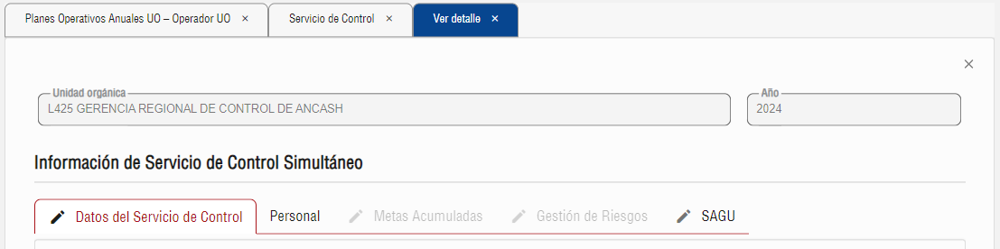 Planes Operativos Anuales UO – Operador UO × Servicio de Control × Ver detalle ×
×
Unidad orgánica Año
L425 GERENCIA REGIONAL DE CONTROL DE ANCASH 2024
Información de Servicio de Control Simultáneo
Datos del Servicio de Control Personal Metas Acumuladas Gestión de Riesgos SAGU